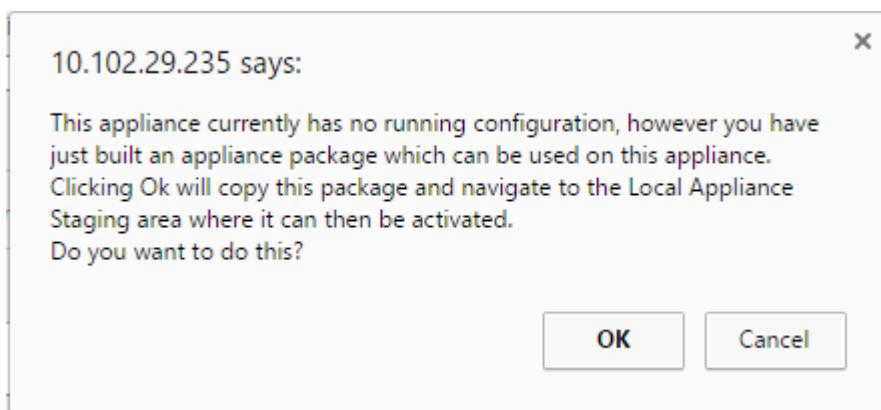 10.102.29.235 says:
This appliance currently has no running configuration, however you have
just built an appliance package which can be used on this appliance.
Clicking Ok will copy this package and navigate to the Local Appliance
Staging area where it can then be activated.
Do you want to do this?
OK Cancel